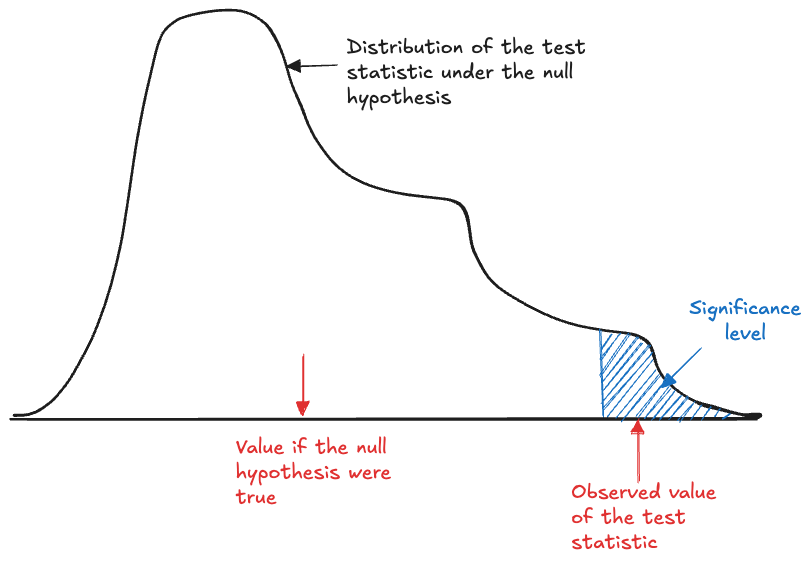 Distribution of the test
statistic under the null
hypothesis
Significance
level
Value if the null
hypothesis were
true
Observed value
of the test
statistic